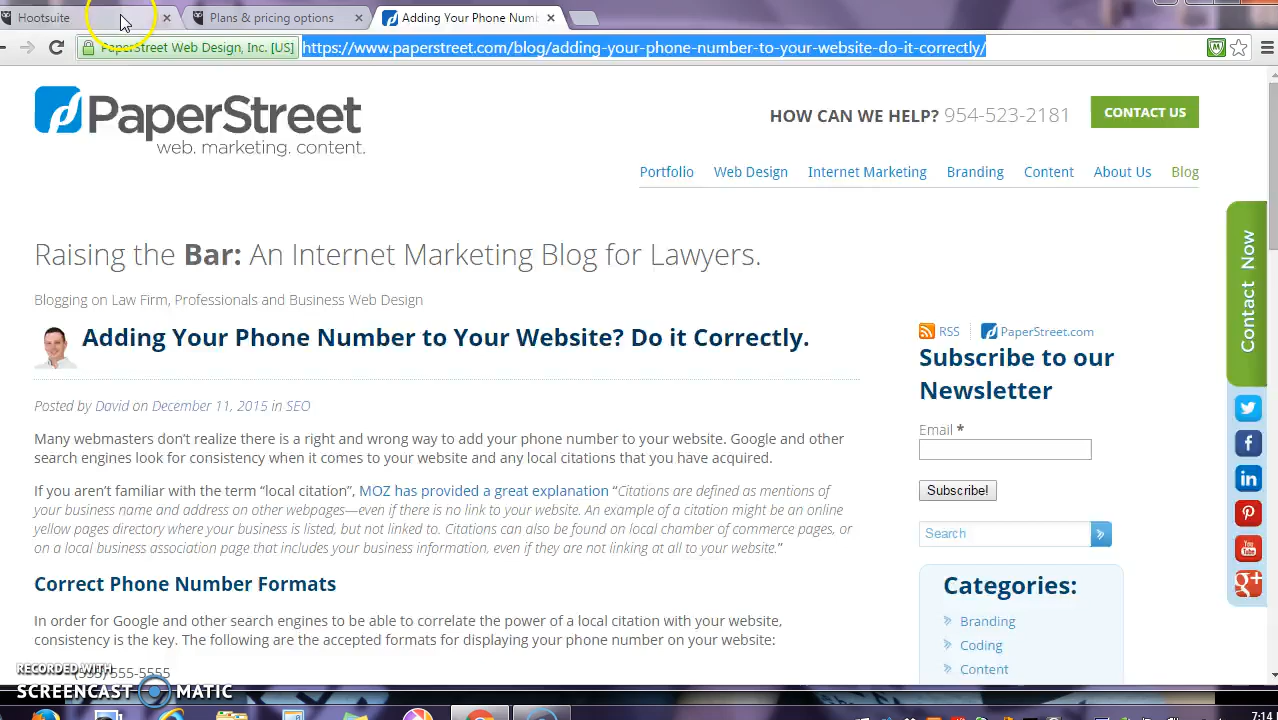 Hootsuite
Plans & pricing options
Adding Your Phone Numb
PaperStreet Web Design, Inc. [US]
https://www.paperstreet.com/blog/adding-your-phone-number-to-your-website-do-it-correctly/
PaperStreet
web. marketing. content.
HOW CAN WE HELP? 954-523-2181
CONTACT US
Portfolio Web Design Internet Marketing Branding Content About Us Blog
Raising the Bar: An Internet Marketing Blog for Lawyers.
Blogging on Law Firm, Professionals and Business Web Design
Adding Your Phone Number to Your Website? Do it Correctly.
Posted by David on December 11, 2015 in SEO
Many webmasters don’t realize there is a right and wrong way to add your phone number to your website. Google and other
search engines look for consistency when it comes to your website and any local citations that you have acquired.
If you aren’t familiar with the term “local citation”, MOZ has provided a great explanation “Citations are defined as mentions of
your business name and address on other webpages—even if there is no link to your website. An example of a citation might be an online
yellow pages directory where your business is listed, but not linked to. Citations can also be found on local chamber of commerce pages, or
on a local business association page that includes your business information, even if they are not linking at all to your website.”
Correct Phone Number Formats
In order for Google and other search engines to be able to correlate the power of a local citation with your website,
consistency is the key. The following are the accepted formats for displaying your phone number on your website:
(555) 555-5555
RSS
PaperStreet.com
Subscribe to our
Newsletter
Email *
Subscribe!
Search
Categories:
Branding
Coding
Content
Contact Now
You
Tube
RECORDED WITH
SCREENCAST MATIC
7:14